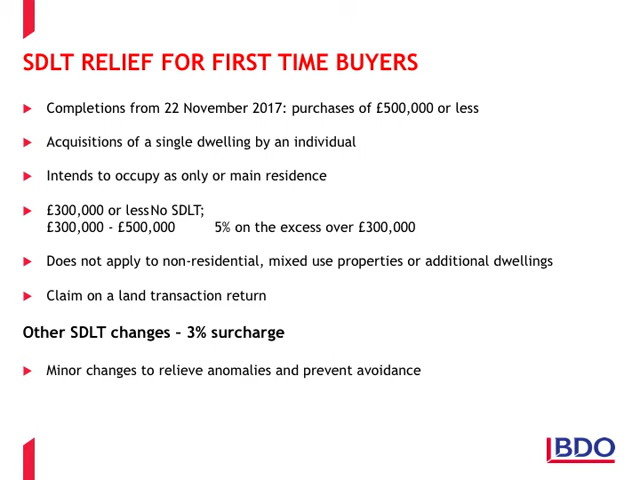 SDLT RELIEF FOR FIRST TIME BUYERS
Completions from 22 November 2017: purchases of £500,000 or less
Acquisitions of a single dwelling by an individual
Intends to occupy as only or main residence
£300,000 or less No SDLT;
£300,000 - £500,000 5% on the excess over £300,000
Does not apply to non-residential, mixed use properties or additional dwellings
Claim on a land transaction return
Other SDLT changes – 3% surcharge
Minor changes to relieve anomalies and prevent avoidance
BDO